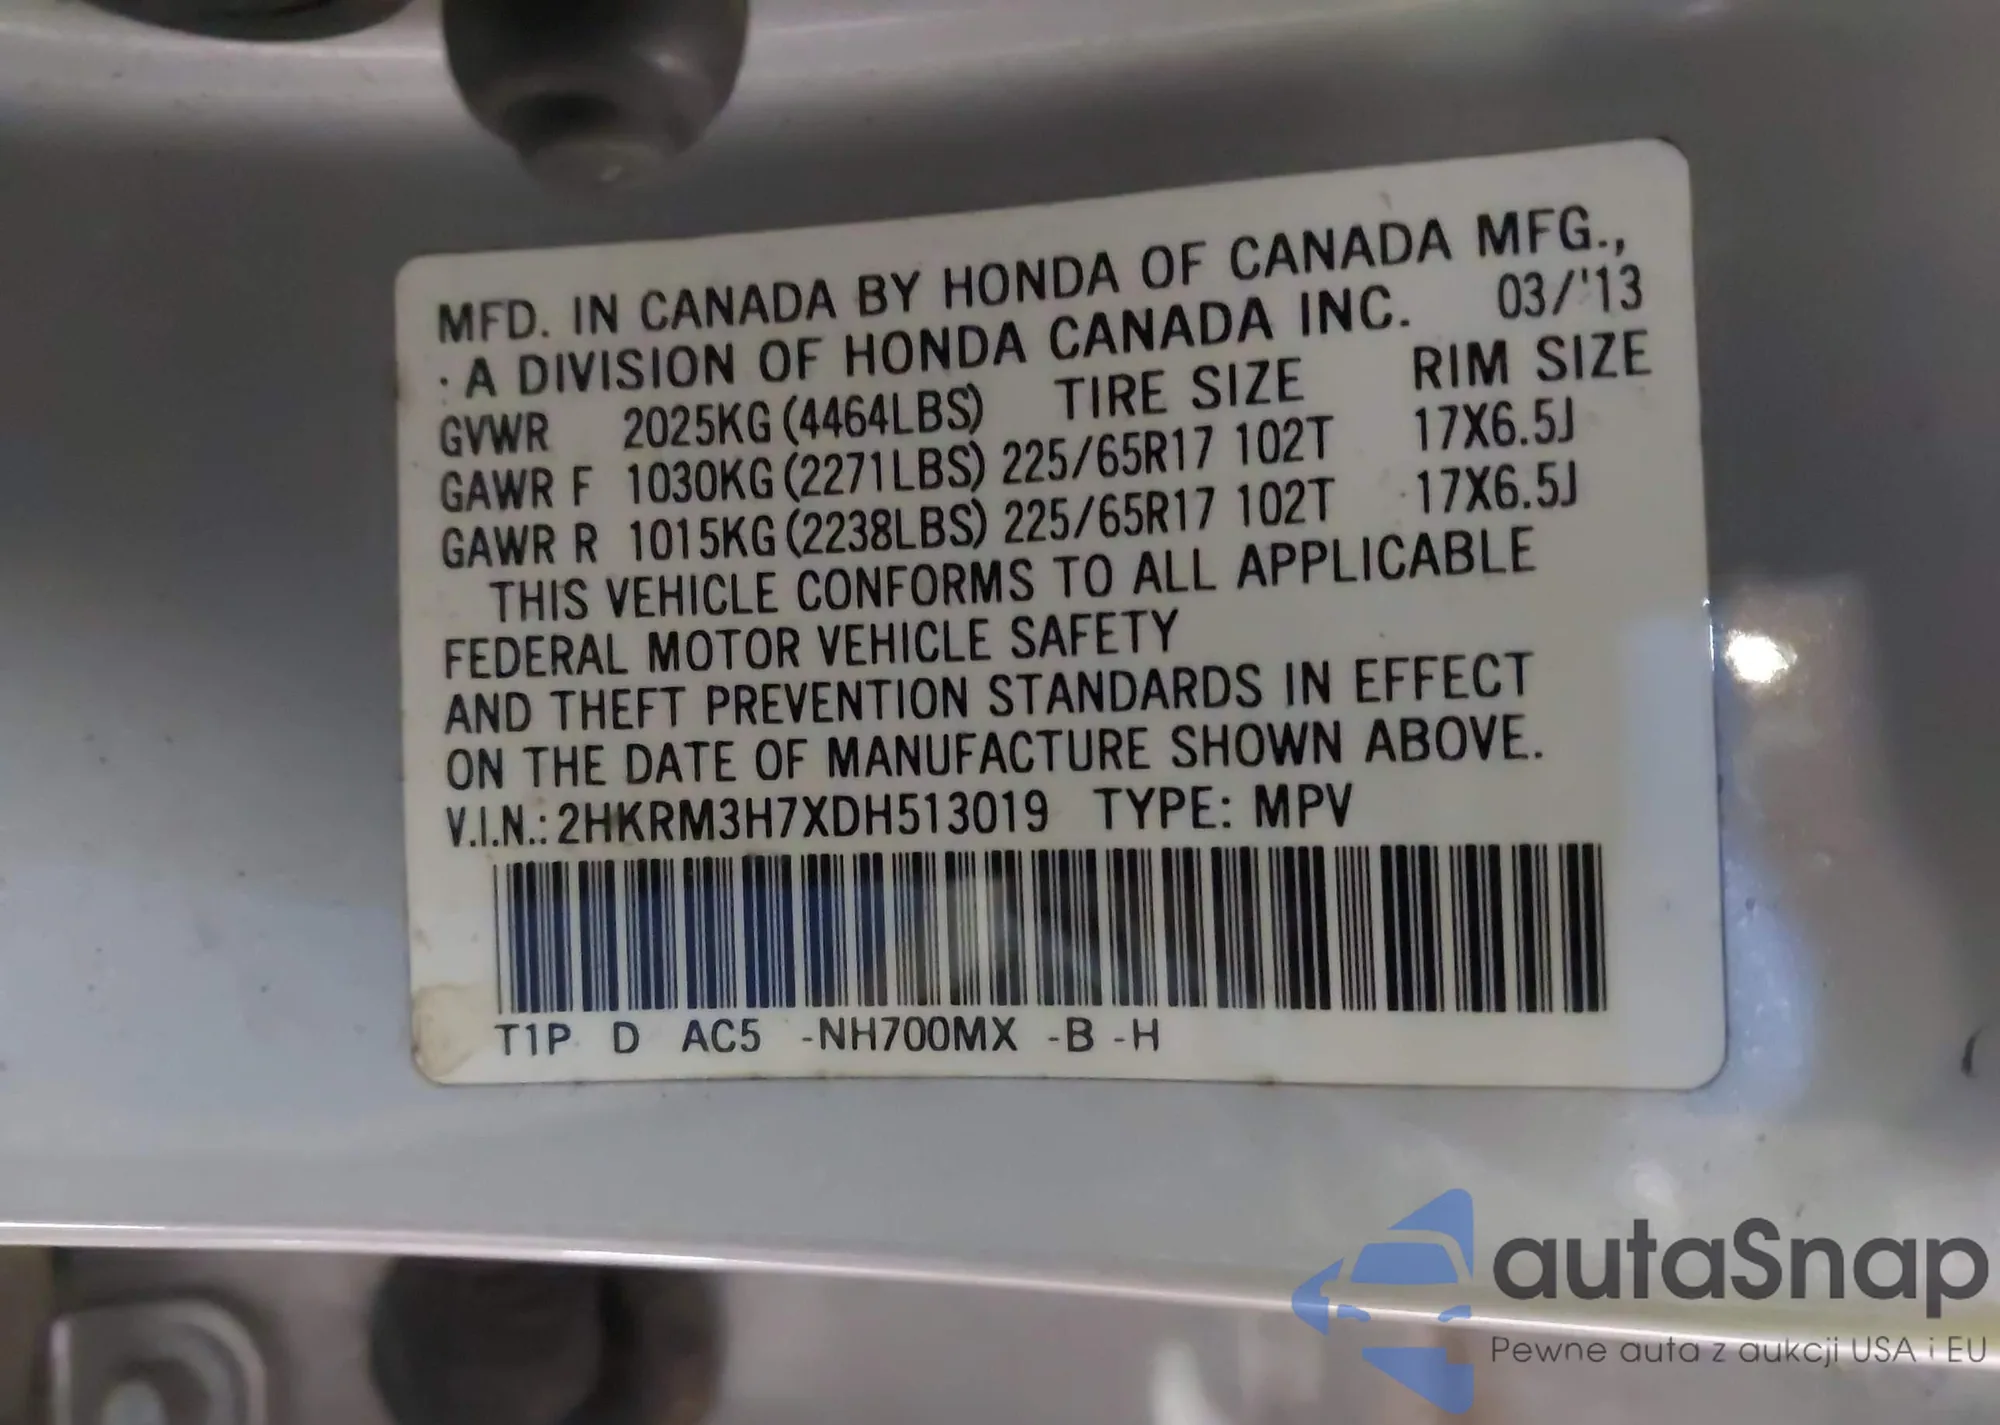 MFD. IN CANADA BY HONDA OF CANADA MFG.,
: A DIVISION OF HONDA CANADA INC. 03/'13
GVWR 2025KG (4464LBS) TIRE SIZE RIM SIZE
GAWR F 1030KG (2271LBS) 225/65R17 102T 17X6.5J
GAWR R 1015KG (2238LBS) 225/65R17 102T 17X6.5J
THIS VEHICLE CONFORMS TO ALL APPLICABLE
FEDERAL MOTOR VEHICLE SAFETY
AND THEFT PREVENTION STANDARDS IN EFFECT
ON THE DATE OF MANUFACTURE SHOWN ABOVE.
V.I.N.: 2HKRM3H7XDH513019 TYPE: MPV
T1P D AC5 -NH700MX -B -H
autaSnap
Pewne auta z aukcji USA i EU